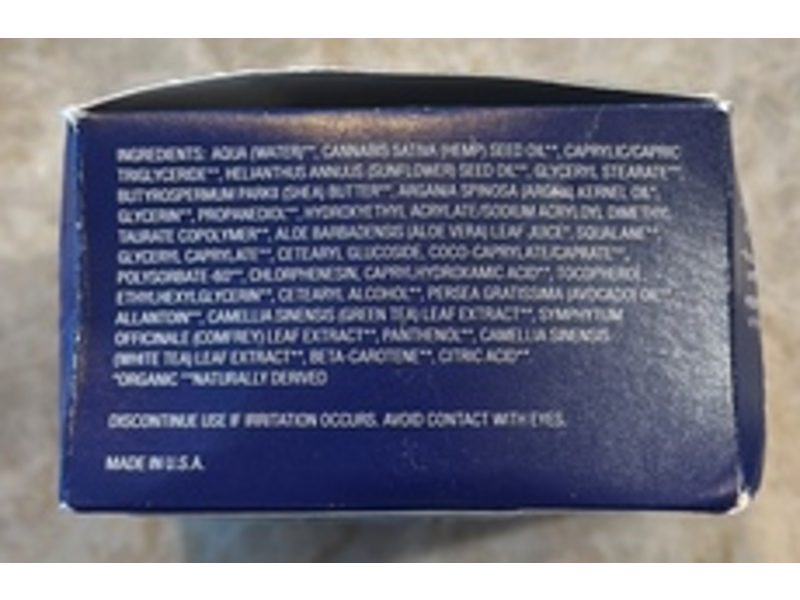 INGREDIENTS: AQUA (WATER)**, CANNABIS SATIVA (HEMP) SEED OIL**, CAPRYLIC/CAPRIC
TRIGLYCERIDE**, HELIANTHUS ANNUUS (SUNFLOWER) SEED OIL**, GLYCERYL STEARATE**,
BUTYROSPERMUM PARKII (SHEA) BUTTER**, ARGANIA SPINOSA (ARGAN) KERNEL OIL*,
GLYCERIN**, PROPANEDIOL**, HYDROXYETHYL ACRYLATE/SODIUM ACRYLOYL DIMETHYL
TAURATE COPOLYMER**, ALOE BARBADENSIS (ALOE VERA) LEAF JUICE*, SQUALANE**,
GLYCERYL CAPRYLATE**, CETEARYL GLUCOSIDE, COCO-CAPRYLATE/CAPRATE**,
POLYSORBATE-60**, CHLORPHENESIN, CAPRYLHYDROXAMIC ACID**, TOCOPHEROL,
ETHYLHEXYLGLYCERIN**, CETEARYL ALCOHOL**, PERSEA GRATISSIMA (AVOCADO) OIL**,
ALLANTOIN**, CAMELLIA SINENSIS (GREEN TEA) LEAF EXTRACT**, SYMPHYTUM
OFFICINALE (COMFREY) LEAF EXTRACT**, PANTHENOL**, CAMELLIA SINENSIS
(WHITE TEA) LEAF EXTRACT**, BETA-CAROTENE**, CITRIC ACID**
*ORGANIC **NATURALLY DERIVED
DISCONTINUE USE IF IRRITATION OCCURS. AVOID CONTACT WITH EYES.
MADE IN U.S.A.